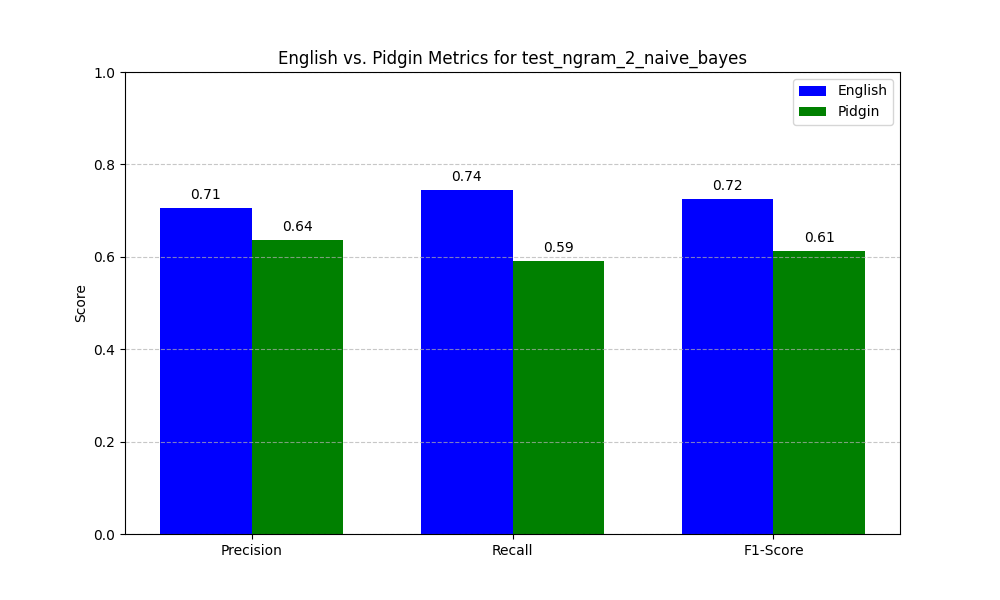 English vs. Pidgin Metrics for test_ngram_2_naive_bayes
1.0
English
Pidgin
0.8
0.71
0.64
0.74
0.59
0.72
0.61
0.6
Score
0.4
0.2
0.0
Precision
Recall
F1-Score